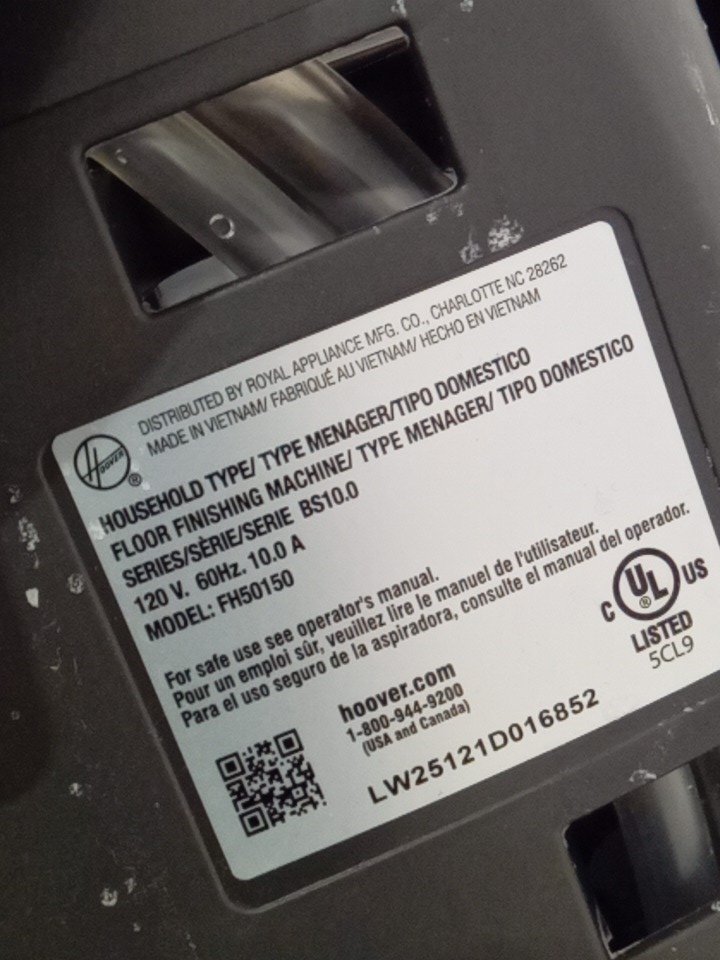 DISTRIBUTED BY ROYAL APPLIANCE MFG. CO., CHARLOTTE NC 28262
MADE IN VIETNAM/ FABRIQUÉ AU VIETNAM/ HECHO EN VIETNAM
HOOVER®
HOUSEHOLD TYPE/ TYPE MENAGER/TIPO DOMESTICO
FLOOR FINISHING MACHINE/ TYPE MENAGER/ TIPO DOMESTICO
SERIES/SÈRIE/SERIE BS10.0
120 V. 60Hz. 10.0 A
MODEL: FH50150
For safe use see operator's manual.
Pour un emploi sûr, veuillez lire le manuel de l'utilisateur.
Para el uso seguro de la aspiradora, consulte el manual del operador.
hoover.com
1-800-944-9200
(USA and Canada)
C UL® US
LISTED
5CL9
LW25121D016852